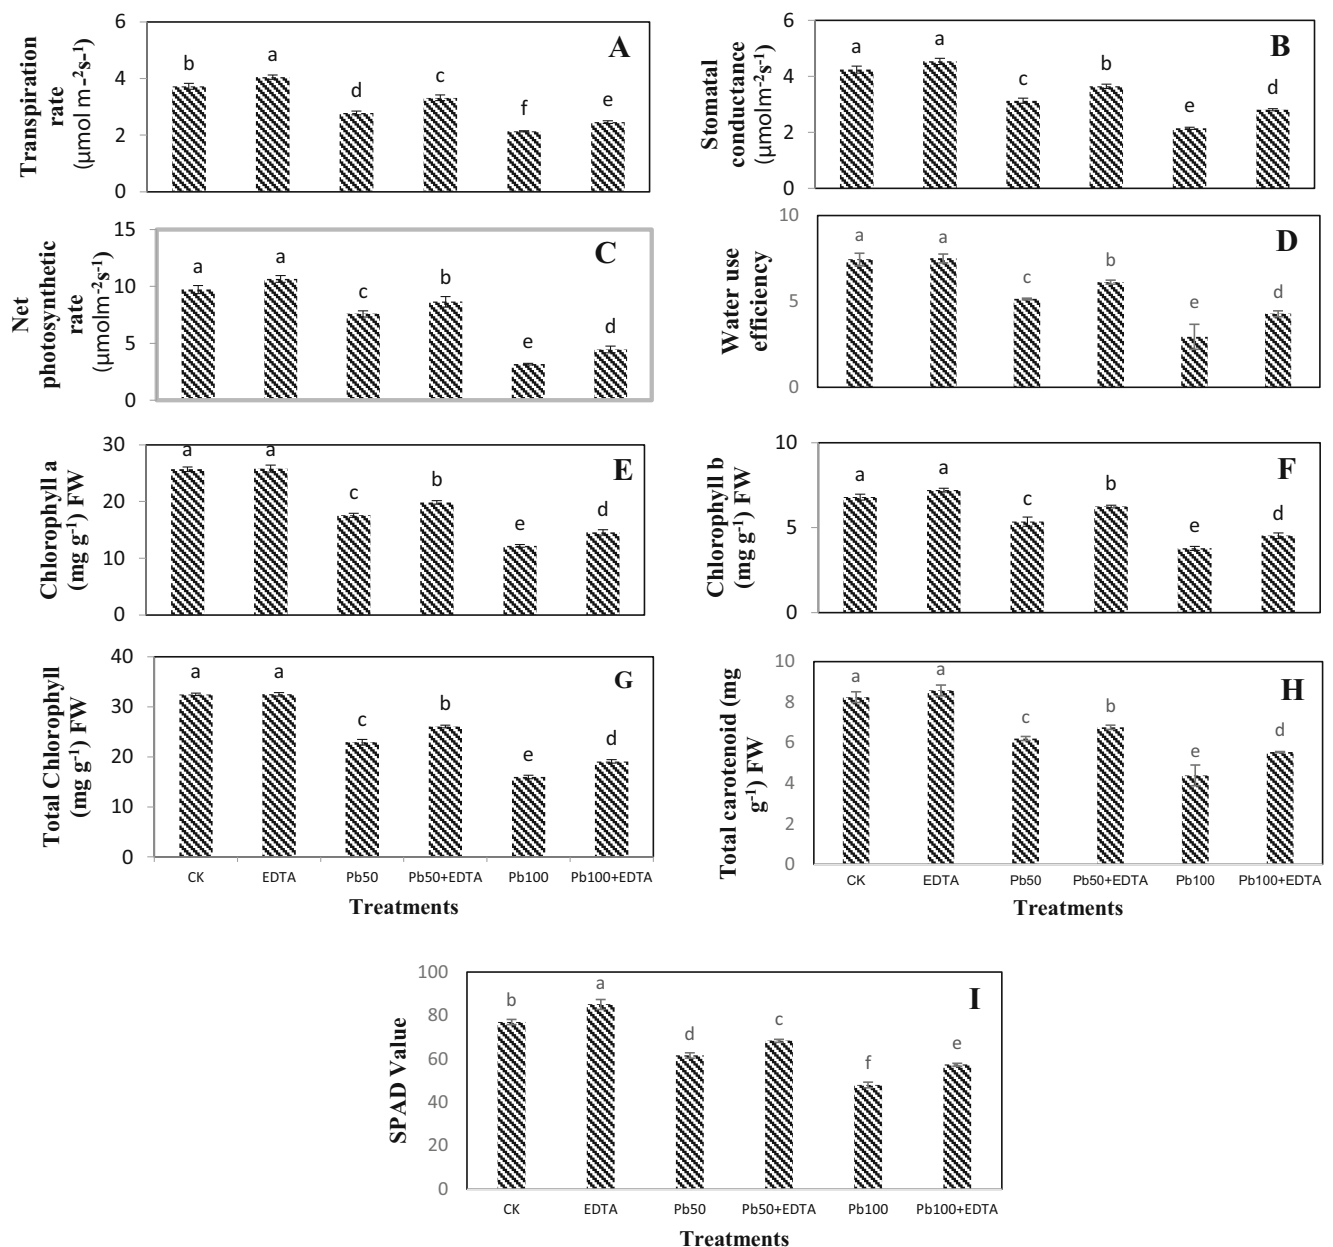 Transpiration
rate
(µmol m-²s-¹)
6
4
2
0
b
a
d
c
f
e
A
Stomatal
conductance
(µmolm⁻²s⁻¹)
6
4
2
0
a
a
c
b
e
d
B
Net
photosynthetic
rate
(µmolm⁻²s⁻¹)
15
10
5
0
a
a
c
b
e
d
C
Water use
efficiency
10
5
0
a
a
c
b
e
d
D
Chlorophyll a
(mg g⁻¹) FW
30
20
10
0
a
a
c
b
e
d
E
Chlorophyll b
(mg g⁻¹) FW
10
5
0
a
a
c
b
e
d
F
Total Chlorophyll
(mg g⁻¹) FW
40
30
20
10
0
a
a
c
b
e
d
G
CK EDTA Pb50 Pb50+EDTA Pb100 Pb100+EDTA
Treatments
Total carotenoid (mg
g⁻¹) FW
10
8
6
4
2
0
a
a
c
b
e
d
H
CK EDTA Pb50 Pb50+EDTA Pb100 Pb100+EDTA
Treatments
SPAD Value
100
80
60
40
20
0
b
a
d
c
f
e
I
CK EDTA Pb50 Pb50+EDTA Pb100 Pb100+EDTA
Treatments